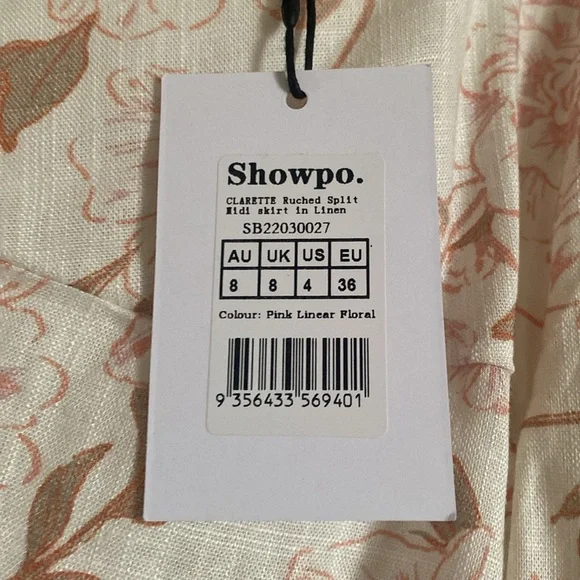 Showpo.
CLARETTE Ruched Split
Midi skirt in Linen
SB22030027
AU UK US EU
8 8 4 36
Colour: Pink Linear Floral
9 356433 569401